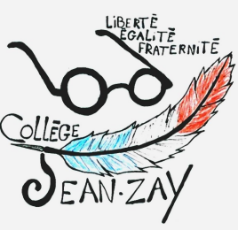 LIBERTÉ
ÉGALITÉ
FRATERNITÉ
COLLÈGE
JEAN·ZAY